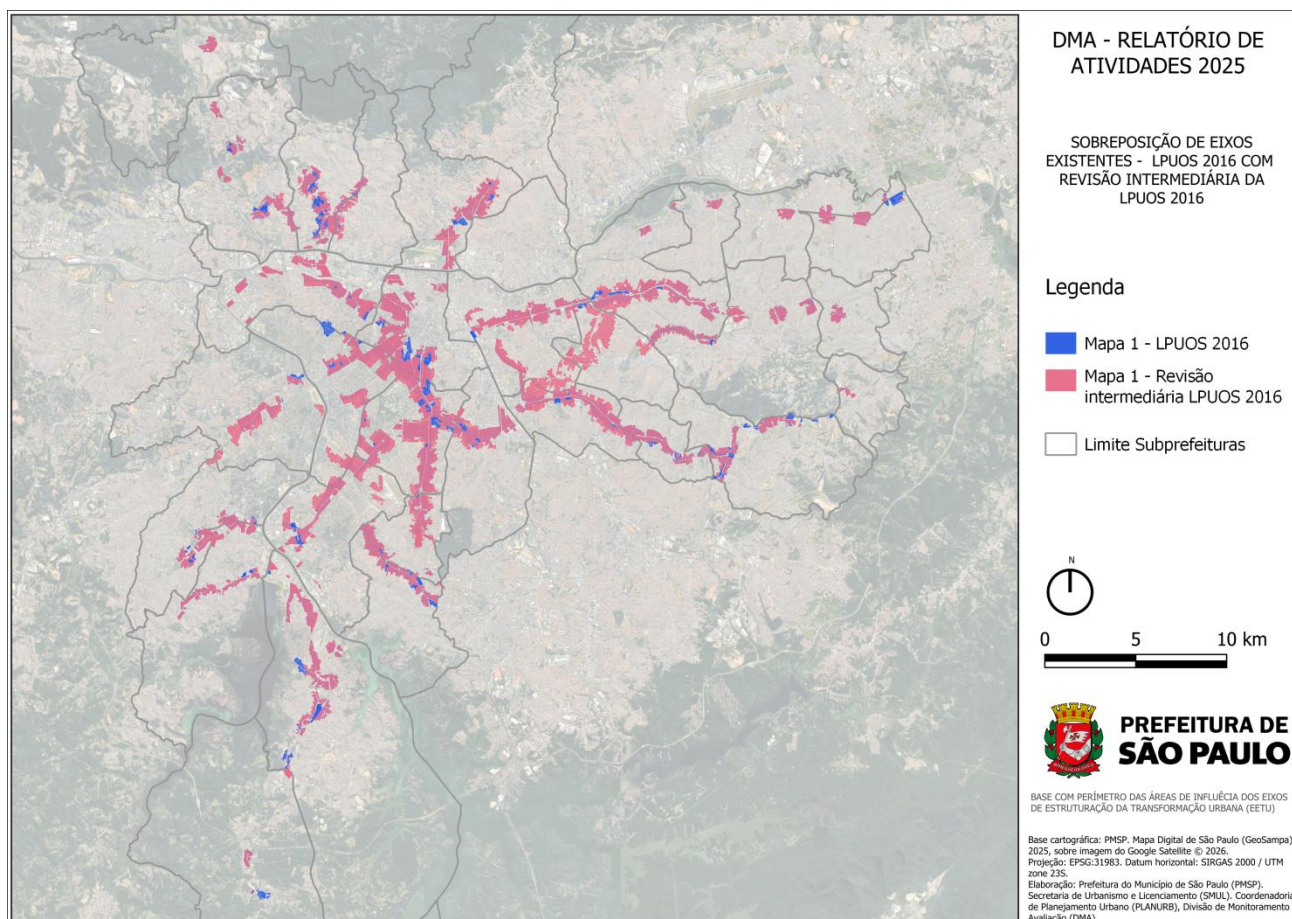 DMA - RELATÓRIO DE
ATIVIDADES 2025
SOBREPOSIÇÃO DE EIXOS
EXISTENTES - LPUOS 2016 COM
REVISÃO INTERMEDIÁRIA DA
LPUOS 2016
Legenda
Mapa 1 - LPUOS 2016
Mapa 1 - Revisão
intermediária LPUOS 2016
Limite Subprefeituras
N
0 5 10 km
PREFEITURA DE
SÃO PAULO
BASE COM PERÍMETRO DAS ÁREAS DE INFLUÊCIA DOS EIXOS
DE ESTRUTURAÇÃO DA TRANSFORMAÇÃO URBANA (EETU)
Base cartográfica: PMSP. Mapa Digital de São Paulo (GeoSampa)
2025, sobre imagem do Google Satellite © 2026.
Projeção: EPSG:31983. Datum horizontal: SIRGAS 2000 / UTM
zone 23S.
Elaboração: Prefeitura do Município de São Paulo (PMSP).
Secretaria de Urbanismo e Licenciamento (SMUL). Coordenadoria
de Planejamento Urbano (PLANURB), Divisão de Monitoramento
Avaliação (DMA)